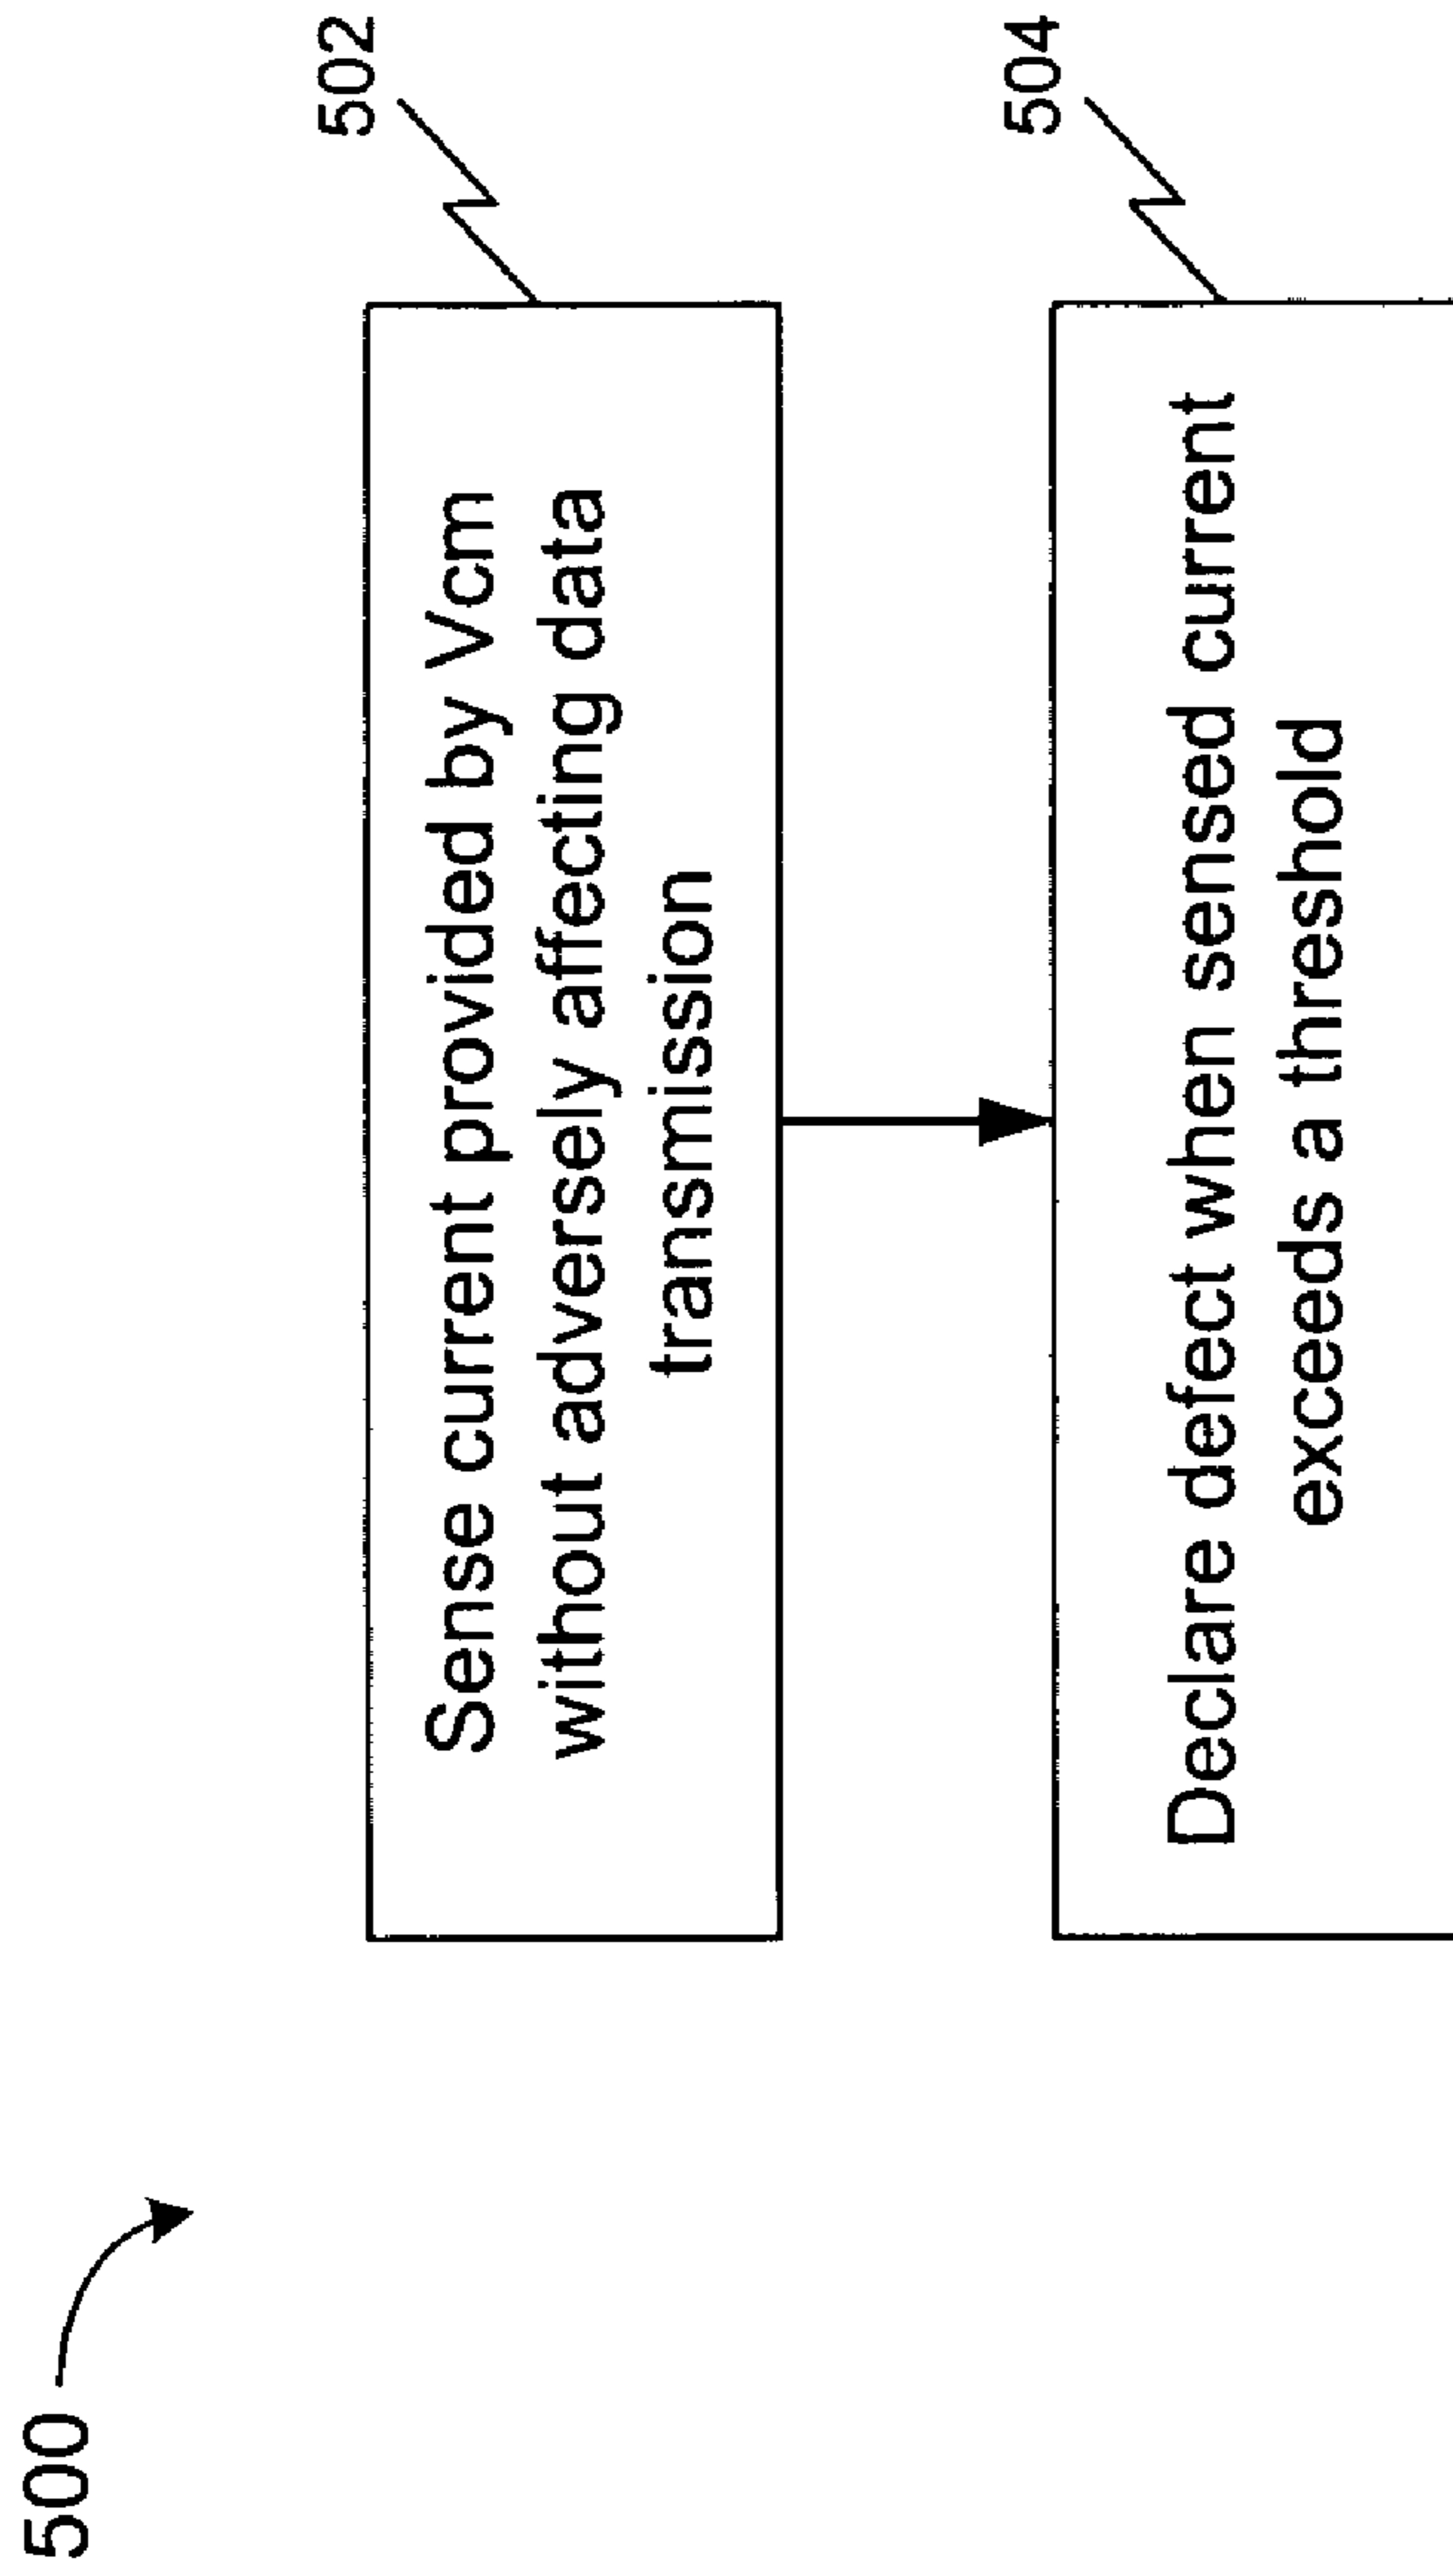 500
502
Sense current provided by Vcm
without adversely affecting data
transmission
504
Declare defect when sensed current
exceeds a threshold